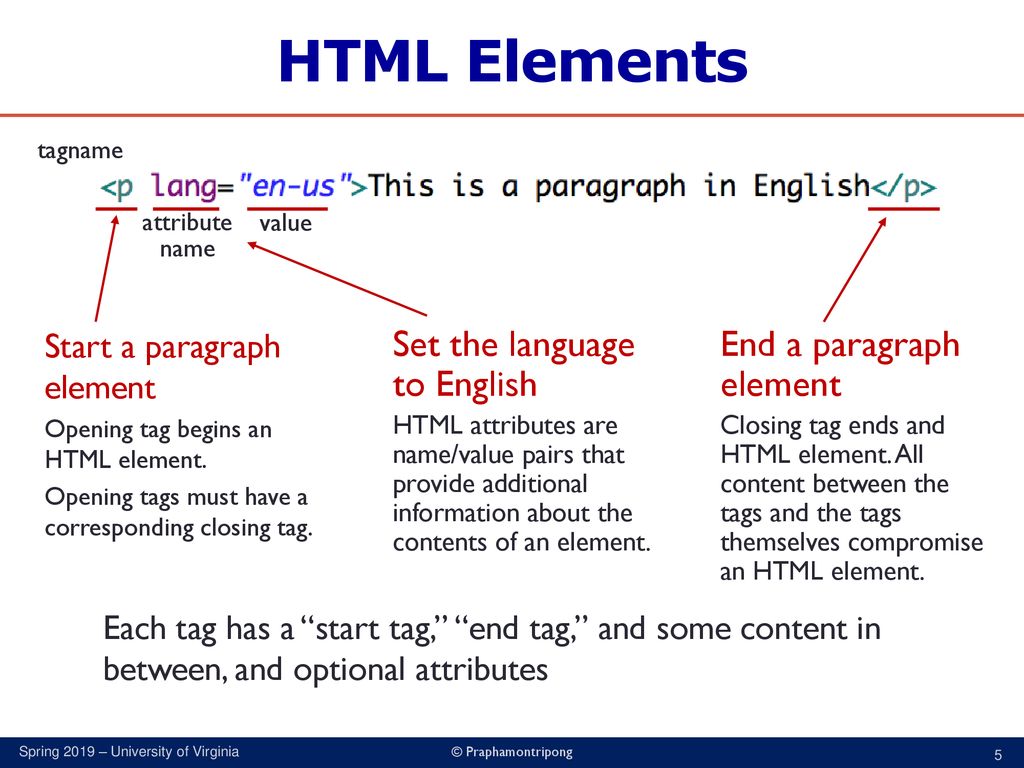 HTML Elements
tagname
<p lang="en-us">This is a paragraph in English</p>
attribute
name
value
Start a paragraph
element
Opening tag begins an
HTML element.
Opening tags must have a
corresponding closing tag.
Set the language
to English
HTML attributes are
name/value pairs that
provide additional
information about the
contents of an element.
End a paragraph
element
Closing tag ends and
HTML element. All
content between the
tags and the tags
themselves compromise
an HTML element.
Each tag has a “start tag,” “end tag,” and some content in
between, and optional attributes
Spring 2019 – University of Virginia
© Praphamontripong
5